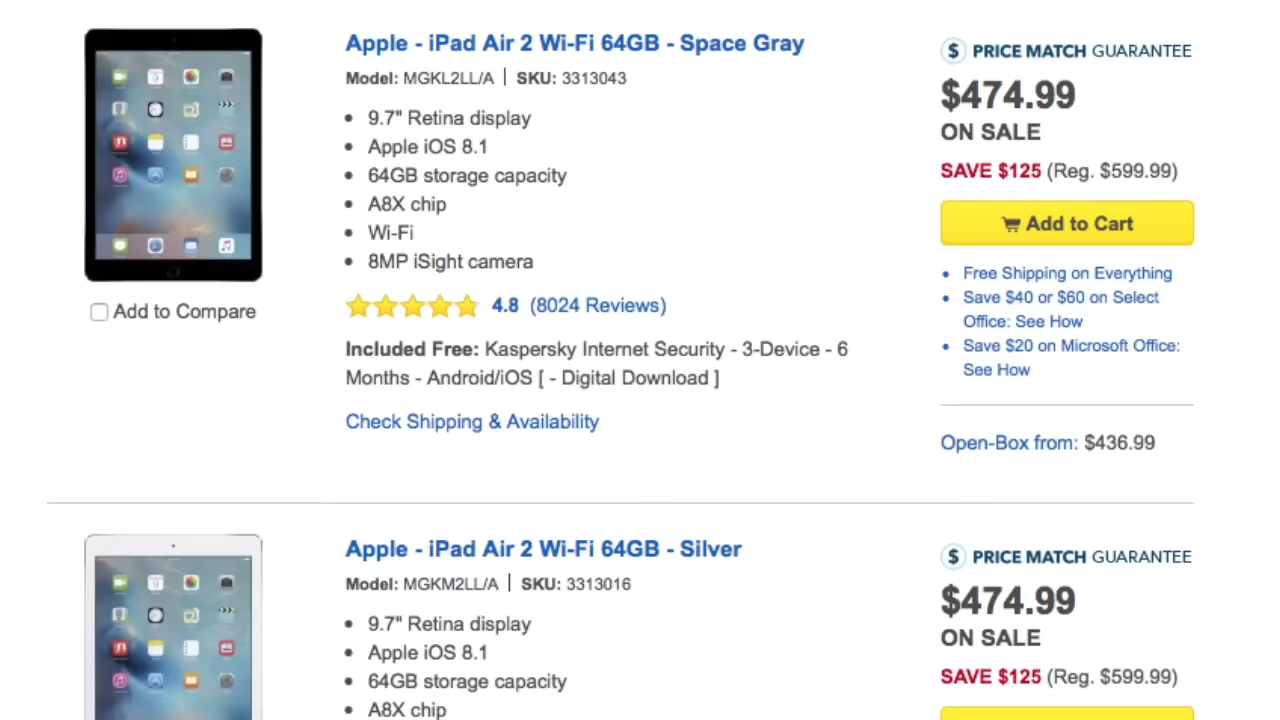 Apple - iPad Air 2 Wi-Fi 64GB - Space Gray
Model: MGKL2LL/A | SKU: 3313043
• 9.7" Retina display
• Apple iOS 8.1
• 64GB storage capacity
• A8X chip
• Wi-Fi
• 8MP iSight camera
4.8 (8024 Reviews)
Included Free: Kaspersky Internet Security - 3-Device - 6
Months - Android/iOS [ - Digital Download ]
Check Shipping & Availability
Add to Compare
$ PRICE MATCH GUARANTEE
$474.99
ON SALE
SAVE $125 (Reg. $599.99)
Add to Cart
• Free Shipping on Everything
• Save $40 or $60 on Select
Office: See How
• Save $20 on Microsoft Office:
See How
Open-Box from: $436.99
Apple - iPad Air 2 Wi-Fi 64GB - Silver
Model: MGKM2LL/A | SKU: 3313016
• 9.7" Retina display
• Apple iOS 8.1
• 64GB storage capacity
• A8X chip
$ PRICE MATCH GUARANTEE
$474.99
ON SALE
SAVE $125 (Reg. $599.99)